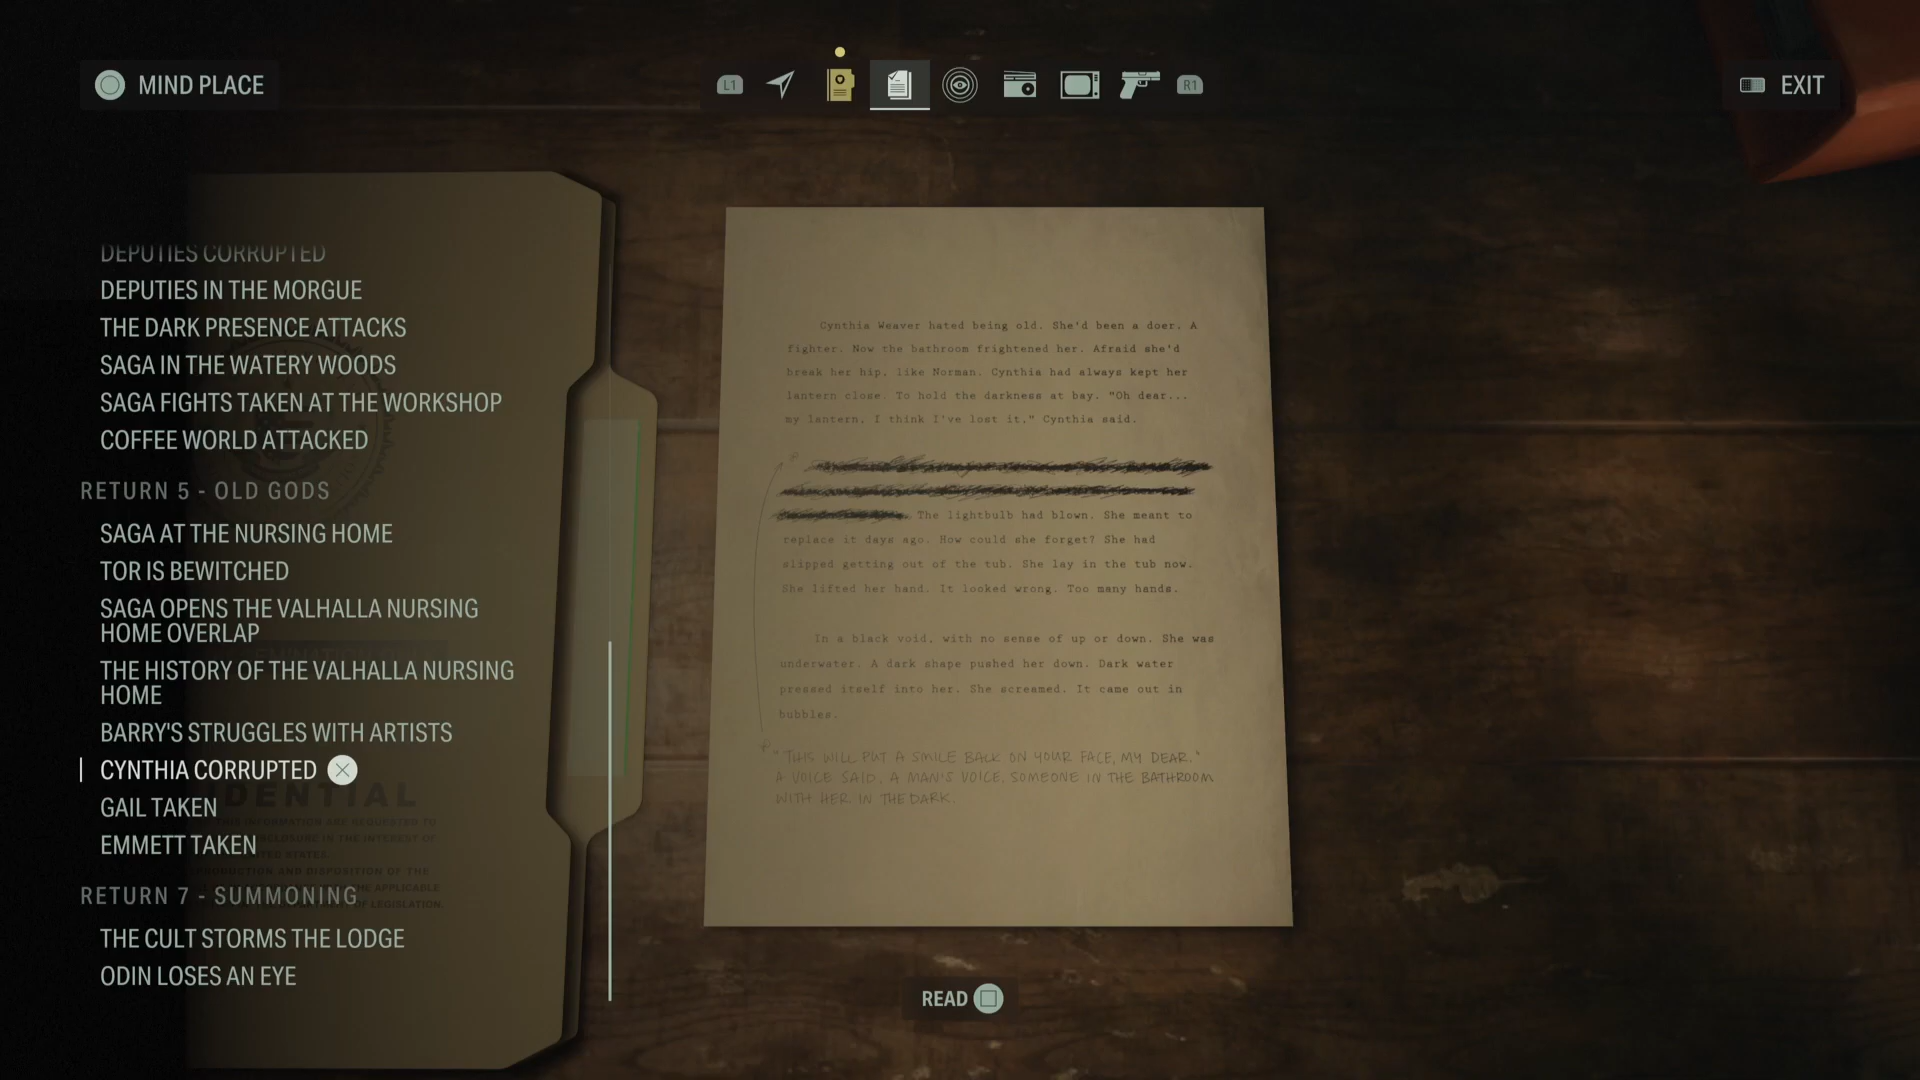 MIND PLACE
L1
R1
EXIT
DEPUTIES CORRUPTED
DEPUTIES IN THE MORGUE
THE DARK PRESENCE ATTACKS
SAGA IN THE WATERY WOODS
SAGA FIGHTS TAKEN AT THE WORKSHOP
COFFEE WORLD ATTACKED
RETURN 5 - OLD GODS
SAGA AT THE NURSING HOME
TOR IS BEWITCHED
SAGA OPENS THE VALHALLA NURSING
HOME OVERLAP
THE HISTORY OF THE VALHALLA NURSING
HOME
BARRY'S STRUGGLES WITH ARTISTS
CYNTHIA CORRUPTED
GAIL TAKEN
EMMETT TAKEN
RETURN 7 - SUMMONING
THE CULT STORMS THE LODGE
ODIN LOSES AN EYE
Cynthia Weaver hated being old. She'd been a doer. A
fighter. Now the bathroom frightened her. Afraid she'd
break her hip, like Norman. Cynthia had always kept her
lantern close. To hold the darkness at bay. "Oh dear...
my lantern, I think I've lost it," Cynthia said.
The lightbulb had blown. She meant to
replace it days ago. How could she forget? She had
slipped getting out of the tub. She lay in the tub now.
She lifted her hand. It looked wrong. Too many hands.
In a black void, with no sense of up or down. She was
underwater. A dark shape pushed her down. Dark water
pressed itself into her. She screamed. It came out in
bubbles.
"THIS WILL PUT A SMILE BACK ON YOUR FACE, MY DEAR."
A VOICE SAID. A MAN'S VOICE. SOMEONE IN THE BATHROOM
WITH HER. IN THE DARK.
READ